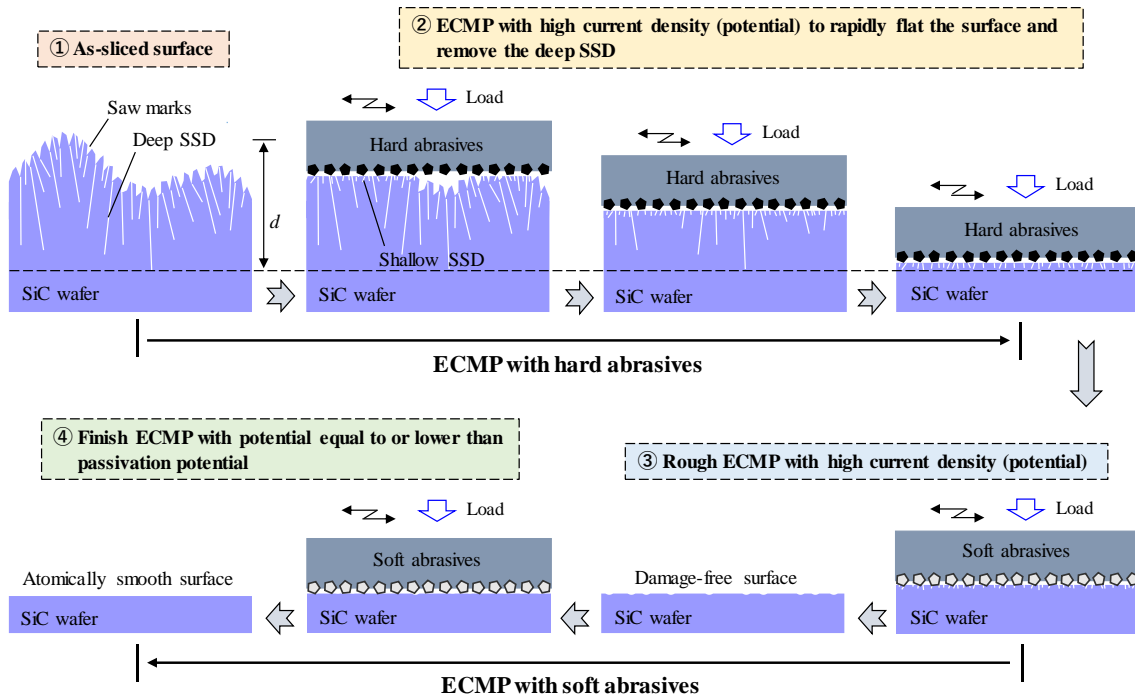 ① As-sliced surface
② ECMP with high current density (potential) to rapidly flat the surface and
remove the deep SSD
Saw marks
Deep SSD
d
SiC wafer
Load
Hard abrasives
Shallow SSD
SiC wafer
Load
Hard abrasives
SiC wafer
Load
Hard abrasives
SiC wafer
ECMP with hard abrasives
④ Finish ECMP with potential equal to or lower than
passivation potential
③ Rough ECMP with high current density (potential)
Atomically smooth surface
SiC wafer
Load
Soft abrasives
SiC wafer
Damage-free surface
SiC wafer
Load
Soft abrasives
SiC wafer
ECMP with soft abrasives